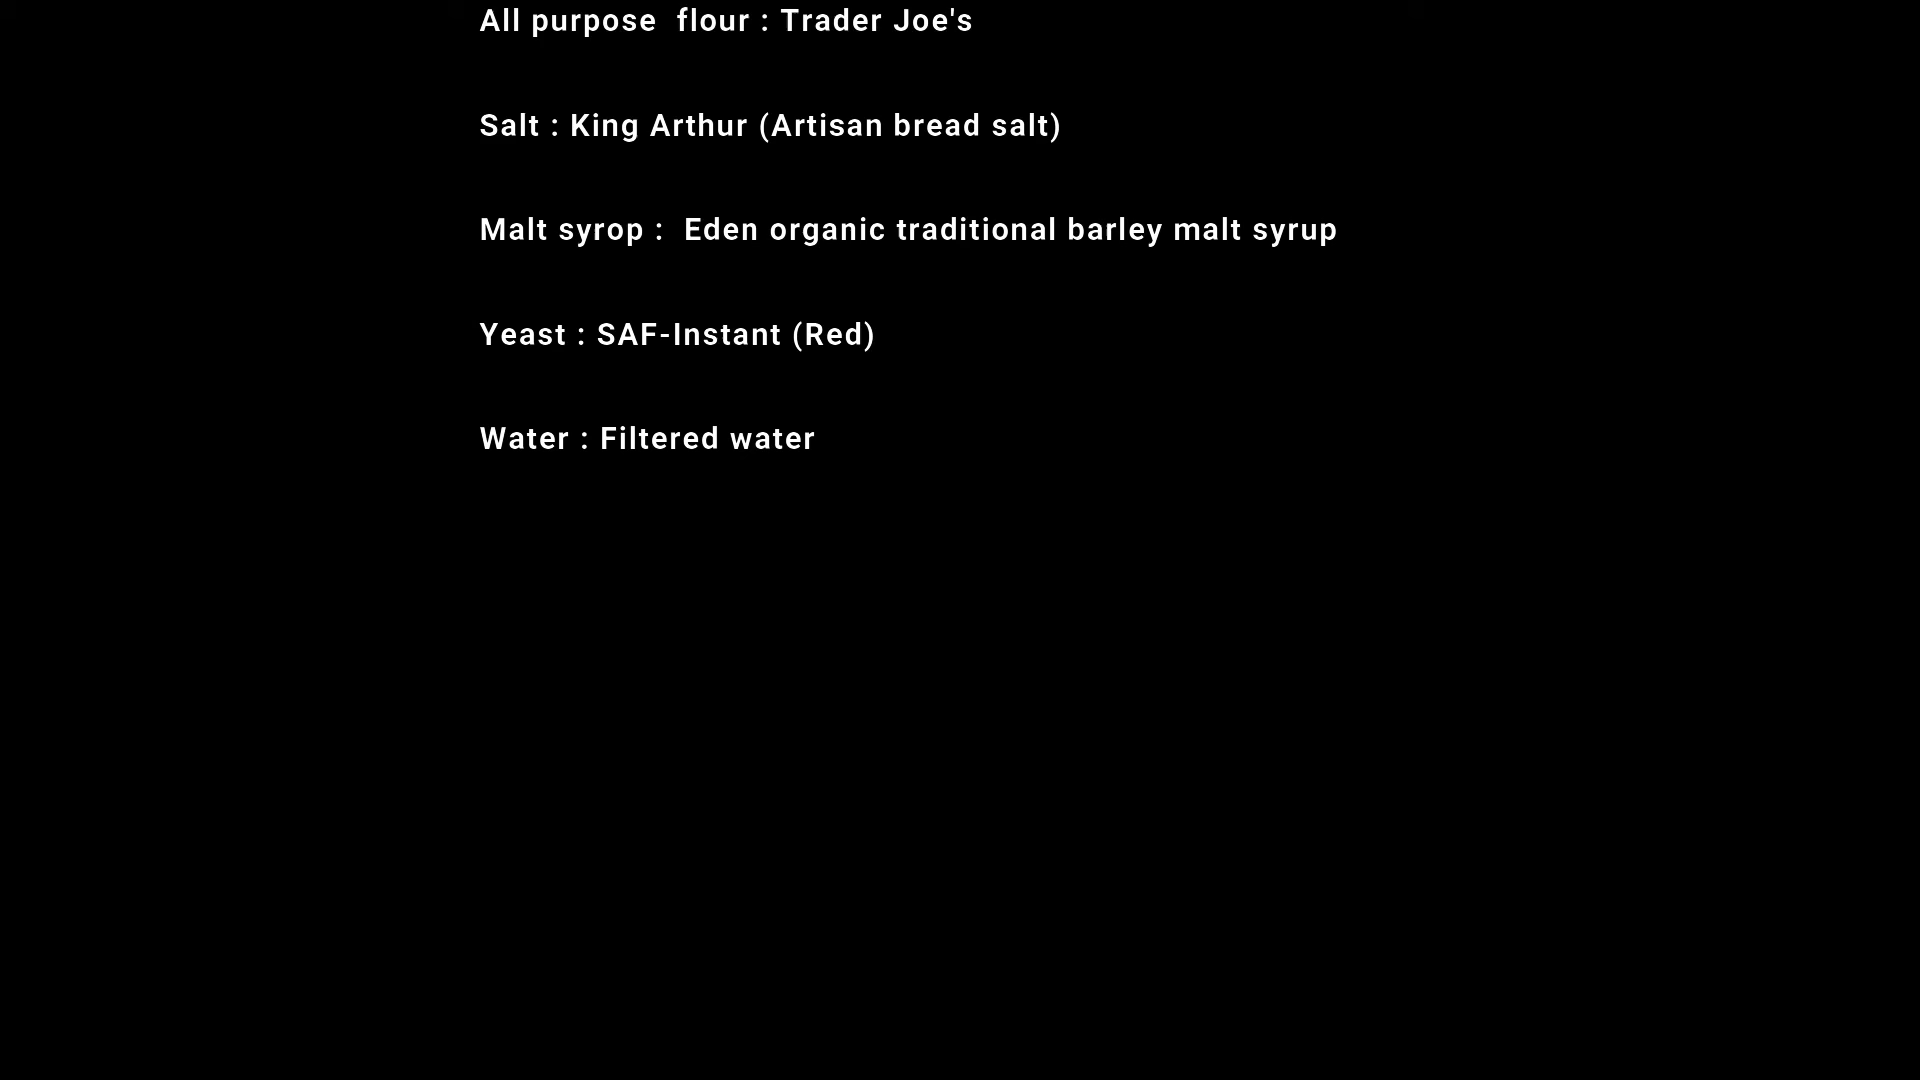 All purpose  flour : Trader Joe's
Salt : King Arthur (Artisan bread salt)
Malt syrop :  Eden organic traditional barley malt syrup
Yeast : SAF-Instant (Red)
Water : Filtered water